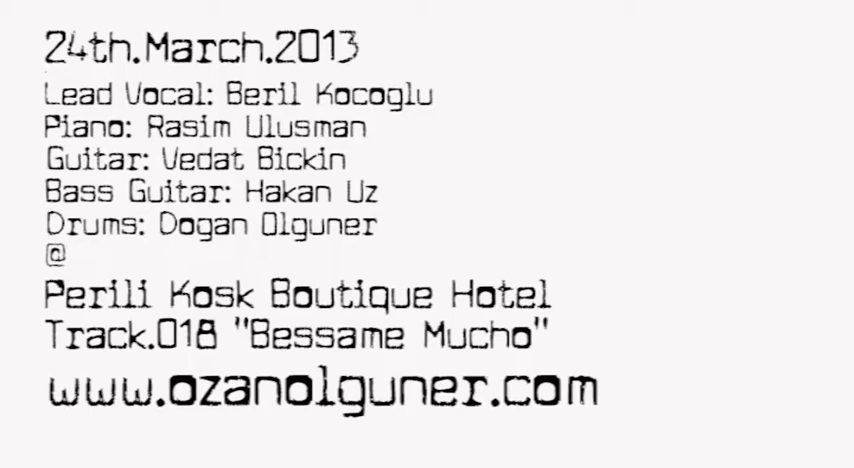 24th.March.2013
Lead Vocal: Beril Kocoglu
Piano: Rasim Ulusman
Guitar: Vedat Bickin
Bass Guitar: Hakan Uz
Drums: Dogan Olguner
@
Perili Kosk Boutique Hotel
Track.018 "Bessame Mucho"
www.ozanolguner.com